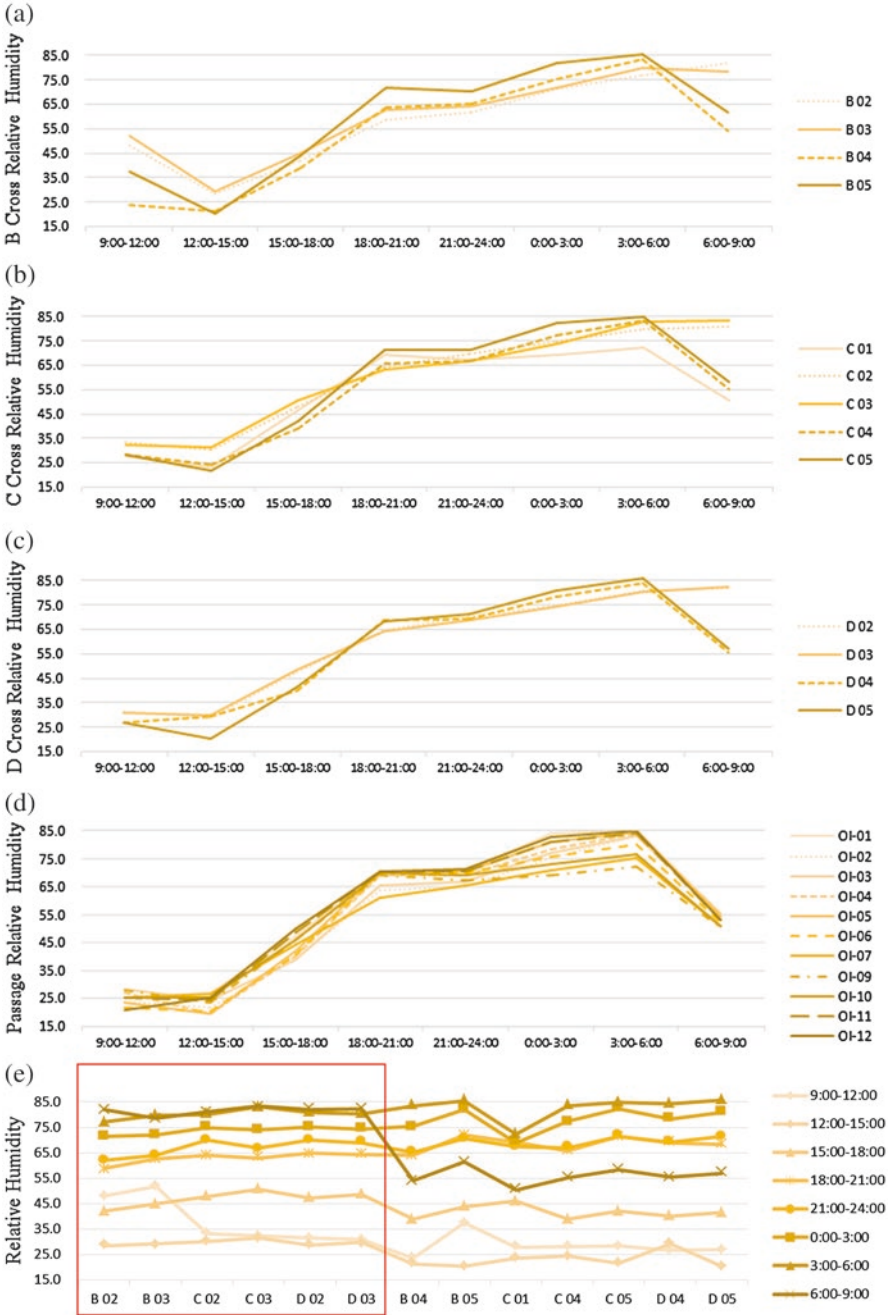 (a)
B Cross Relative Humidity
85.0
75.0
65.0
55.0
45.0
35.0
25.0
15.0
9:00-12:00 12:00-15:00 15:00-18:00 18:00-21:00 21:00-24:00 0:00-3:00 3:00-6:00 6:00-9:00
B 02
B 03
B 04
B 05
(b)
C Cross Relative Humidity
85.0
75.0
65.0
55.0
45.0
35.0
25.0
15.0
9:00-12:00 12:00-15:00 15:00-18:00 18:00-21:00 21:00-24:00 0:00-3:00 3:00-6:00 6:00-9:00
C 01
C 02
C 03
C 04
C 05
(c)
D Cross Relative Humidity
85.0
75.0
65.0
55.0
45.0
35.0
25.0
15.0
9:00-12:00 12:00-15:00 15:00-18:00 18:00-21:00 21:00-24:00 0:00-3:00 3:00-6:00 6:00-9:00
D 02
D 03
D 04
D 05
(d)
Passage Relative Humidity
85.0
75.0
65.0
55.0
45.0
35.0
25.0
15.0
9:00-12:00 12:00-15:00 15:00-18:00 18:00-21:00 21:00-24:00 0:00-3:00 3:00-6:00 6:00-9:00
OI-01
OI-02
OI-03
OI-04
OI-05
OI-06
OI-07
OI-09
OI-10
OI-11
OI-12
(e)
Relative Humidity
85.0
75.0
65.0
55.0
45.0
35.0
25.0
15.0
B 02 B 03 C 02 C 03 D 02 D 03 B 04 B 05 C 01 C 04 C 05 D 04 D 05
9:00-12:00
12:00-15:00
15:00-18:00
18:00-21:00
21:00-24:00
0:00-3:00
3:00-6:00
6:00-9:00